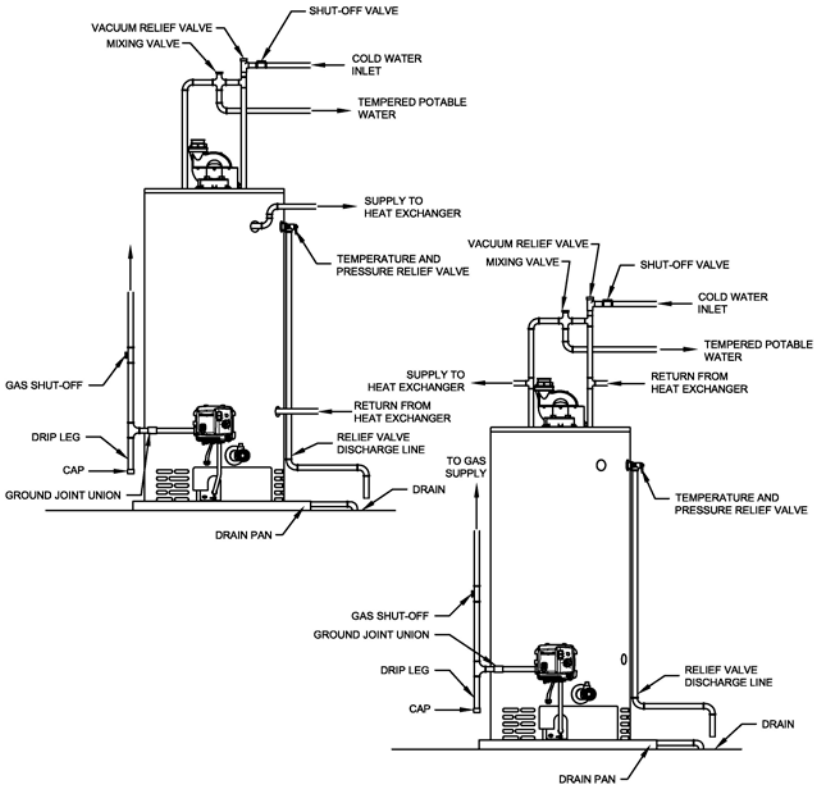 SHUT-OFF VALVE
VACUUM RELIEF VALVE
MIXING VALVE
COLD WATER
INLET
TEMPERED POTABLE
WATER
SUPPLY TO
HEAT EXCHANGER
TEMPERATURE AND
PRESSURE RELIEF VALVE
GAS SHUT-OFF
RETURN FROM
HEAT EXCHANGER
DRIP LEG
RELIEF VALVE
DISCHARGE LINE
CAP
GROUND JOINT UNION
DRAIN
DRAIN PAN
VACUUM RELIEF VALVE
MIXING VALVE
SHUT-OFF VALVE
COLD WATER
INLET
TEMPERED POTABLE
WATER
SUPPLY TO
HEAT EXCHANGER
RETURN FROM
HEAT EXCHANGER
TO GAS
SUPPLY
TEMPERATURE AND
PRESSURE RELIEF VALVE
GAS SHUT-OFF
GROUND JOINT UNION
DRIP LEG
RELIEF VALVE
DISCHARGE LINE
CAP
DRAIN
DRAIN PAN